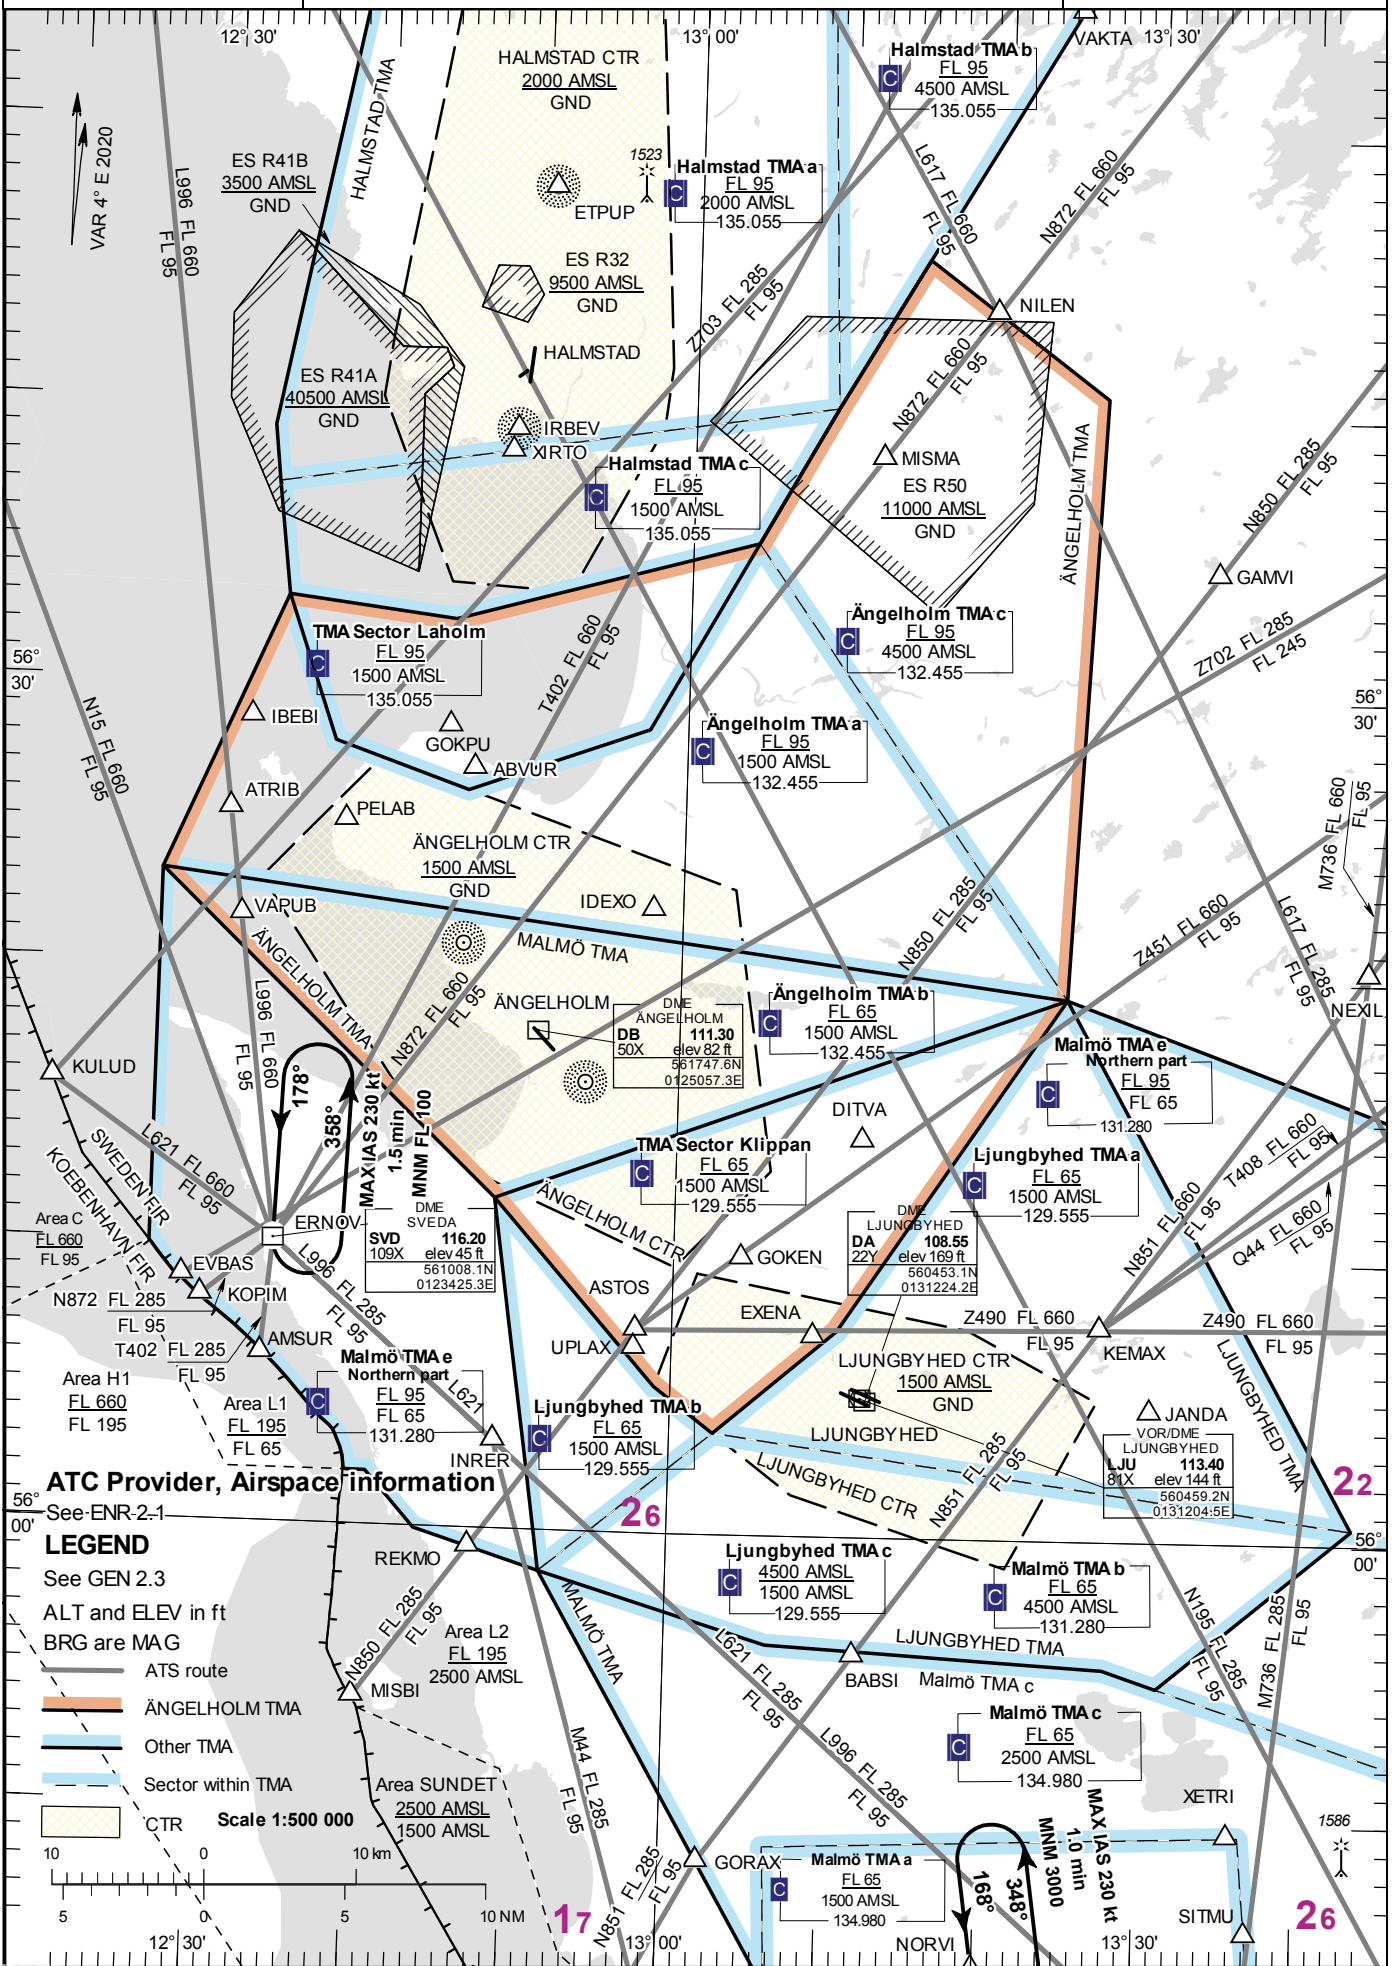 12° 30'
13° 00'
13° 30'
VAKTA
HALMSTAD CTR
2000 AMSL
GND
Halmstad TMA b
C
FL 95
4500 AMSL
135.055
HALMSTAD TMA
VAR 4° E 2020
L996 FL 660
FL 95
ES R41B
3500 AMSL
GND
1523
ETPUP
Halmstad TMA a
C
FL 95
2000 AMSL
135.055
L617 FL 660
FL 95
N872 FL 660
FL 95
ES R32
9500 AMSL
GND
Z703 FL 285
FL 95
NILEN
HALMSTAD
ES R41A
40500 AMSL
GND
N872 FL 660
FL 95
IRBEV
XIRTO
MISMA
ES R50
11000 AMSL
GND
Halmstad TMA c
C
FL 95
1500 AMSL
135.055
ÄNGELHOLM TMA
N850 FL 285
FL 95
GAMVI
TMA Sector Laholm
C
FL 95
1500 AMSL
135.055
56°
30'
T402 FL 660
FL 95
Ängelholm TMA c
C
FL 95
4500 AMSL
132.455
Z702 FL 285
FL 245
56°
30'
N15 FL 660
FL 95
IBEBI
GOKPU
ABVUR
Ängelholm TMA a
C
FL 95
1500 AMSL
132.455
ATRIB
PELAB
M736 FL 660
FL 95
ÄNGELHOLM CTR
1500 AMSL
GND
VAPUB
IDEXO
N850 FL 285
FL 95
Z451 FL 660
FL 95
L617 FL 285
FL 95
ÄNGELHOLM TMA
MALMÖ TMA
NEXIL
L996 FL 660
FL 95
N872 FL 660
FL 95
ÄNGELHOLM
DME
ÄNGELHOLM
DB 111.30
50X elev 82 ft
561747.6N
0125057.3E
Ängelholm TMA b
C
FL 65
1500 AMSL
132.455
KULUD
178°
358°
MAX IAS 230 kt
1.5 min
MNM FL 100
Malmö TMA e
Northern part
C
FL 95
FL 65
131.280
DITVA
SWEDEN FIR
KOEBENHAVN FIR
L621 FL 660
FL 95
TMA Sector Klippan
C
FL 65
1500 AMSL
129.555
Ljungbyhed TMA a
C
FL 65
1500 AMSL
129.555
T408 FL 660
FL 95
Q44 FL 660
FL 95
N851 FL 660
FL 95
Area C
FL 660
FL 95
ERNOV
DME
SVEDA
SVD 116.20
109X elev 45 ft
561008.1N
0123425.3E
ÄNGELHOLM CTR
DME
LJUNGBYHED
DA 108.55
22Y elev 169 ft
560453.1N
0131224.2E
GOKEN
EVBAS
KOPIM
N872 FL 285
FL 95
L996 FL 285
FL 95
ASTOS
EXENA
Z490 FL 660
FL 95
Z490 FL 660
FL 95
T402 FL 285
FL 95
AMSUR
UPLAX
KEMAX
Malmö TMA e
Northern part
C
FL 95
FL 65
131.280
L621
LJUNGBYHED CTR
1500 AMSL
GND
LJUNGBYHED TMA
Area H1
FL 660
FL 195
Area L1
FL 195
FL 65
Ljungbyhed TMA b
C
FL 65
1500 AMSL
129.555
LJUNGBYHED
JANDA
VOR/DME
LJUNGBYHED
LJU 113.40
81X elev 144 ft
560459.2N
0131204.5E
INRER
LJUNGBYHED CTR
N851 FL 285
FL 95
22
ATC Provider, Airspace information
See ENR 2.1
56°
00'
26
56°
00'
REKMO
LEGEND
See GEN 2.3
ALT and ELEV in ft
BRG are MAG
ATS route
ÄNGELHOLM TMA
Other TMA
Sector within TMA
CTR
Scale 1:500 000
10 0 10 km
5 0 5 10 NM
Ljungbyhed TMA c
C
4500 AMSL
1500 AMSL
129.555
Malmö TMA b
C
FL 65
4500 AMSL
131.280
MALMÖ TMA
N195 FL 285
FL 95
M736 FL 285
FL 95
N850 FL 285
FL 95
Area L2
FL 195
2500 AMSL
L621 FL 285
FL 95
LJUNGBYHED TMA
MISBI
BABSI
Malmö TMA c
Malmö TMA c
C
FL 65
2500 AMSL
134.980
M44 FL 285
FL 95
L996 FL 285
FL 95
Area SUNDET
2500 AMSL
1500 AMSL
XETRI
1586
MAX IAS 230 kt
1.0 min
MNM 3000
168°
348°
GORAX
Malmö TMA a
C
FL 65
1500 AMSL
134.980
N851 FL 285
FL 95
17
SITMU
26
NORVI
12° 30'
13° 00'
13° 30'